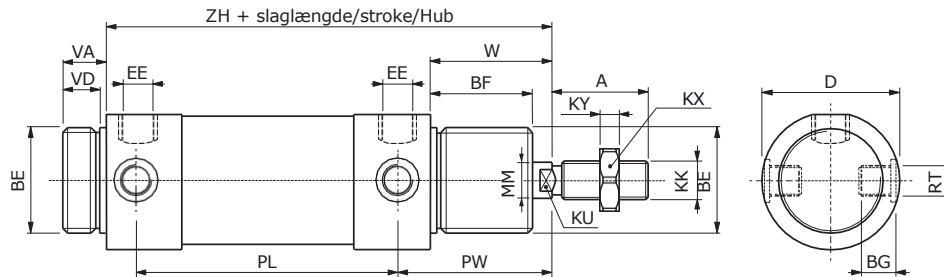 ZH + slaglængde/stroke/Hub
VA
W
VD
EE
EE
BF
A
KY
KX
D
BE
MM
KK
BE
RT
KU
BG
PL
PW